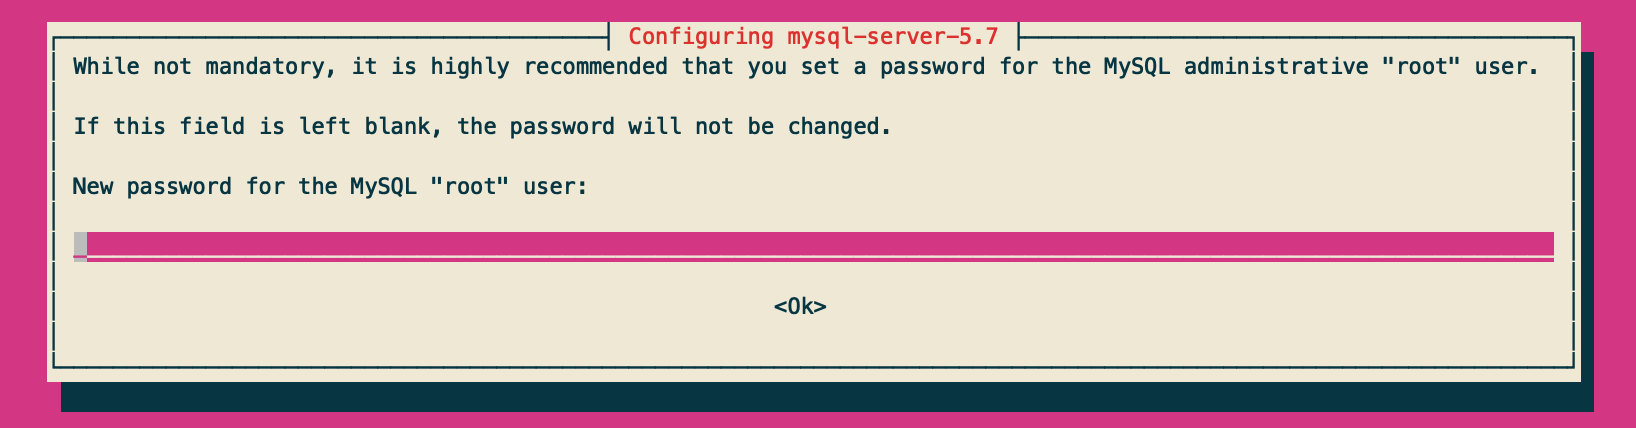 Configuring mysql-server-5.7
While not mandatory, it is highly recommended that you set a password for the MySQL administrative "root" user.
If this field is left blank, the password will not be changed.
New password for the MySQL "root" user:
<Ok>